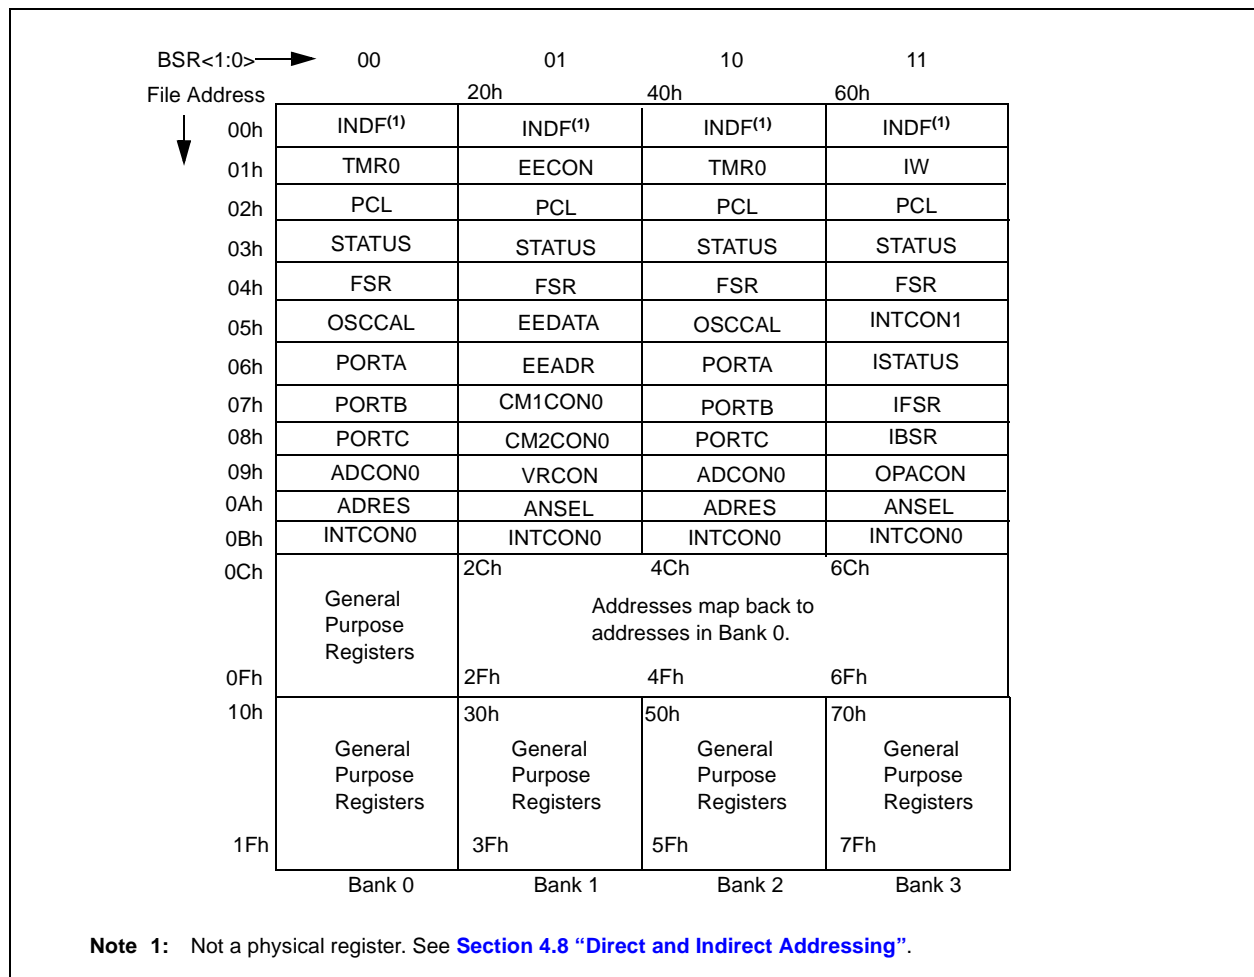 BSR<1:0> 00 01 10 11
File Address 20h 40h 60h
00h INDF(1) INDF(1) INDF(1) INDF(1)
01h TMR0 EECON TMR0 IW
02h PCL PCL PCL PCL
03h STATUS STATUS STATUS STATUS
04h FSR FSR FSR FSR
05h OSCCAL EEDATA OSCCAL INTCON1
06h PORTA EEADR PORTA ISTATUS
07h PORTB CM1CON0 PORTB IFSR
08h PORTC CM2CON0 PORTC IBSR
09h ADCON0 VRCON ADCON0 OPACON
0Ah ADRES ANSEL ADRES ANSEL
0Bh INTCON0 INTCON0 INTCON0 INTCON0
0Ch 2Ch 4Ch 6Ch
General
Purpose
Registers
Addresses map back to
addresses in Bank 0.
0Fh 2Fh 4Fh 6Fh
10h 30h 50h 70h
General General General General
Purpose Purpose Purpose Purpose
Registers Registers Registers Registers
1Fh 3Fh 5Fh 7Fh
Bank 0 Bank 1 Bank 2 Bank 3
Note 1: Not a physical register. See Section 4.8 “Direct and Indirect Addressing”.